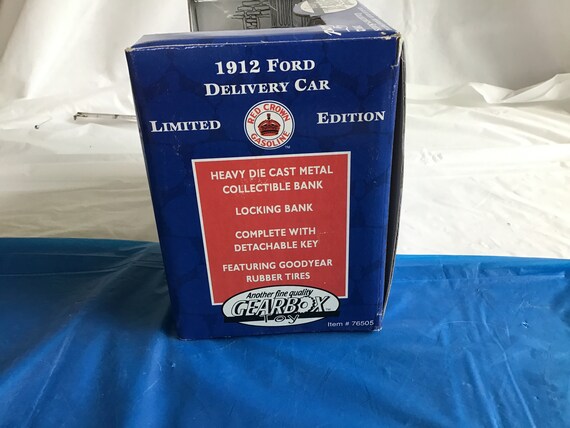 1912 FORD
DELIVERY CAR
LIMITED EDITION
RED CROWN
GASOLINE
HEAVY DIE CAST METAL
COLLECTIBLE BANK
LOCKING BANK
COMPLETE WITH
DETACHABLE KEY
FEATURING GOODYEAR
RUBBER TIRES
Another fine quality
GEARBOX
Toy
Item # 76505